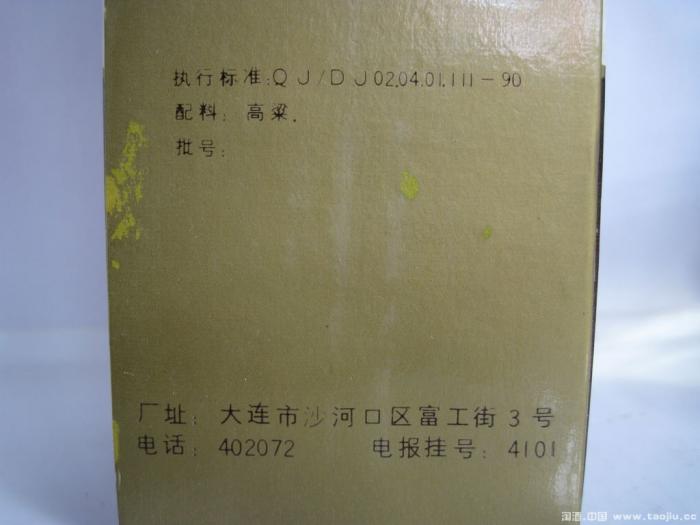 执行标准:QJ/DJ02.04.01.111-90
配料:高粱.
批号:
厂址:大连市沙河口区富工街3号
电话:402072 电报挂号:4101
淘酒.中国 www.taojiu.cc